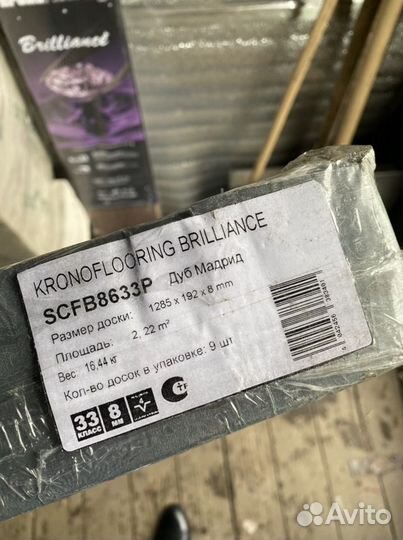 Brilliance
KRONOFLOORING BRILLIANCE
SCFB8633P Дуб Мадрид
Размер доски: 1285 x 192 x 8 mm
Площадь: 2,22 m²
Вес: 16,44 кг
Кол-во досок в упаковке: 9 шт
33 КЛАСС
8 ММ
Avito